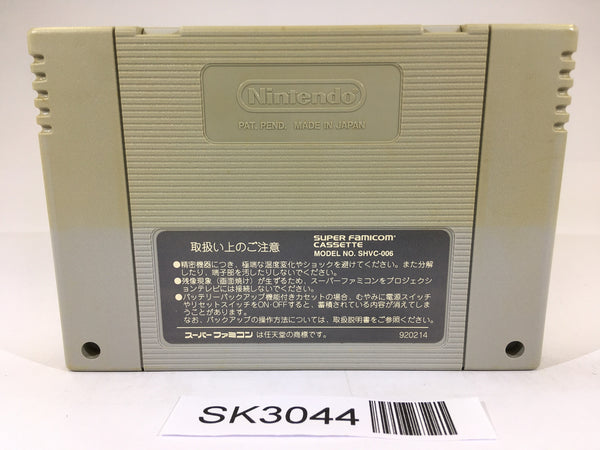 Nintendo
PAT. PEND. MADE IN JAPAN
取扱い上のご注意
SUPER FAMICOM
CASSETTE
MODEL NO. SHVC-006
●精密機器につき、極端な温度変化やショックを避けてください。また分解
したり、端子部を汚したりしないでください。
●残像現象（画面焼け）が生ずるため、スーパーファミコンをプロジェクシ
ョンテレビには接続しないでください。
●バッテリーバックアップ機能付きカセットの場合、むやみに電源スイッチ
やリセットスイッチをON・OFFすると、蓄積されている内容が消えてしま
うことがあります。
なお、バックアップの操作方法については、取扱説明書をご参照ください。
スーパーファミコン は任天堂の商標です。
920214
SK3044